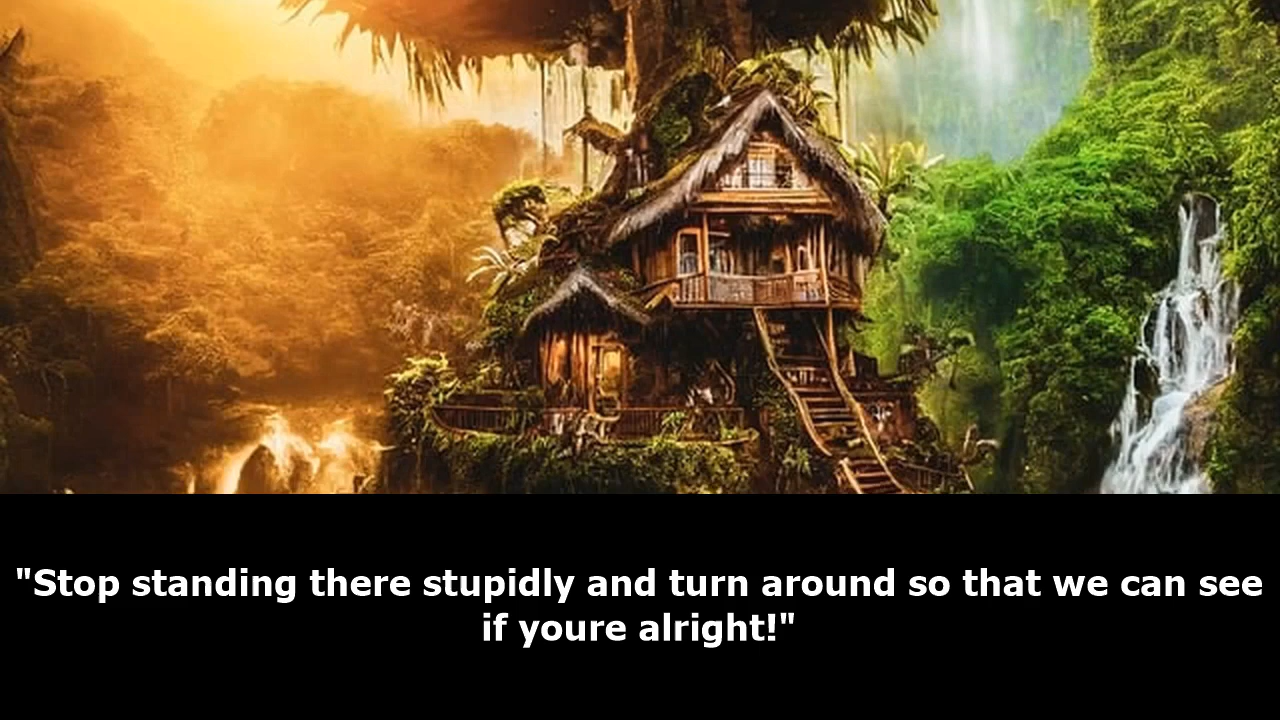 "Stop standing there stupidly and turn around so that we can see
if youre alright!"